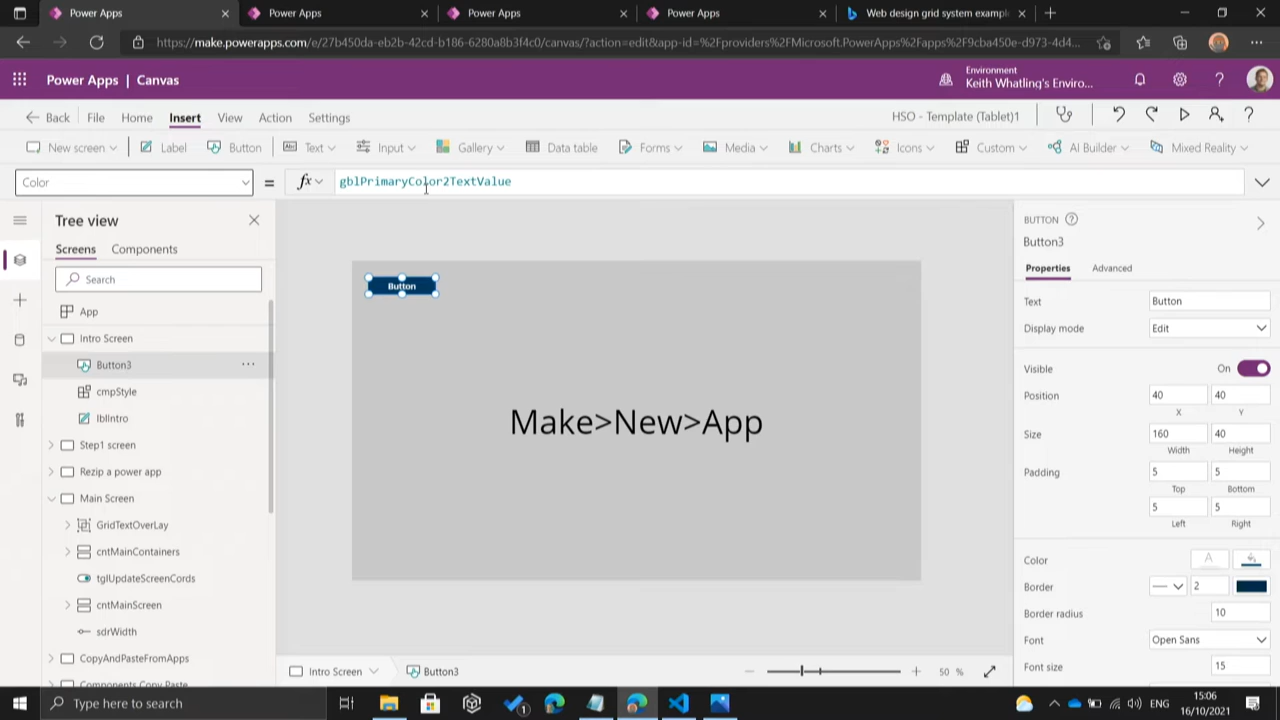 Power Apps
Power Apps
Power Apps
Power Apps
Web design grid system exampl
https://make.powerapps.com/e/27b450da-eb2b-42cd-b186-6280a8b3f4c0/canvas/?action=edit&app-id=%2Fproviders%2FMicrosoft.PowerApps%2Fapps%2F9cba450e-d973-4d4...
Power Apps | Canvas
Environment
Keith Whatling's Enviro...
Back
File
Home
Insert
View
Action
Settings
HSO - Template (Tablet)1
New screen
Label
Button
Text
Input
Gallery
Data table
Forms
Media
Charts
Icons
Custom
AI Builder
Mixed Reality
Color
=
fx
gblPrimaryColor2TextValue
Tree view
Screens
Components
Search
App
Intro Screen
Button3
...
cmpStyle
lblIntro
Step1 screen
Rezip a power app
Main Screen
GridTextOverLay
cntMainContainers
tglUpdateScreenCords
cntMainScreen
sdrWidth
CopyAndPasteFromApps
Components Copy Paste
Button
Make>New>App
Intro Screen
Button3
50 %
BUTTON
Button3
Properties
Advanced
Text
Button
Display mode
Edit
Visible
On
Position
40
40
X
Y
Size
160
40
Width
Height
Padding
5
5
Top
Bottom
5
5
Left
Right
Color
A
Border
2
Border radius
10
Font
Open Sans
Font size
15
Type here to search
1
ENG
15:06
16/10/2021